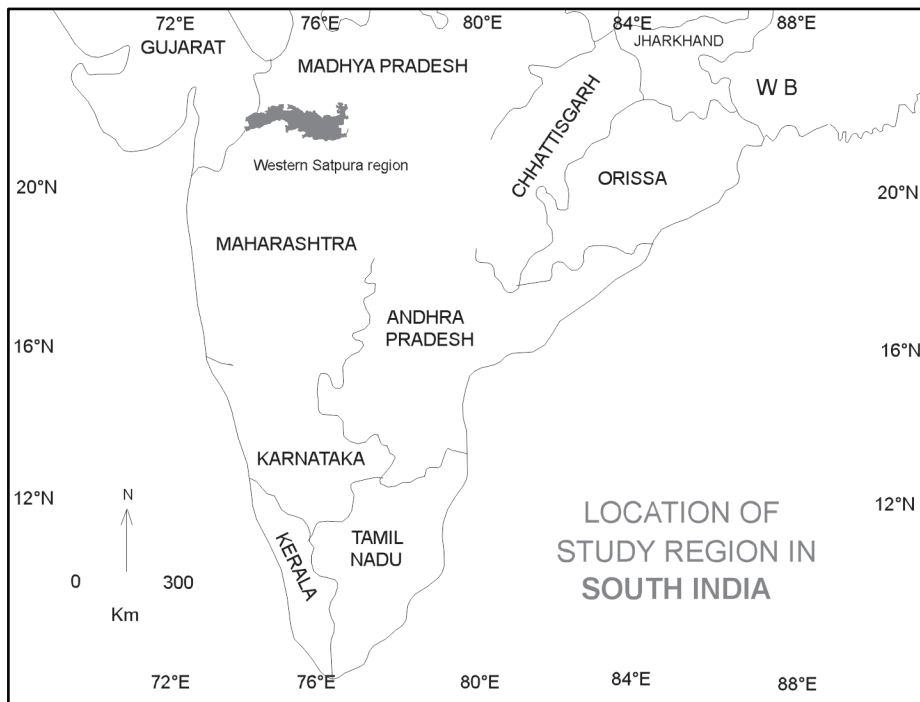 72°E 76°E 80°E 84°E 88°E
GUJARAT
JHARKHAND
MADHYA PRADESH
W B
CHHATTISGARH
Western Satpura region
ORISSA
20°N
20°N
MAHARASHTRA
ANDHRA
PRADESH
16°N
16°N
KARNATAKA
12°N
12°N
N
LOCATION OF
STUDY REGION IN
SOUTH INDIA
TAMIL
NADU
KERALA
0 300
Km
72°E 76°E 80°E 84°E 88°E